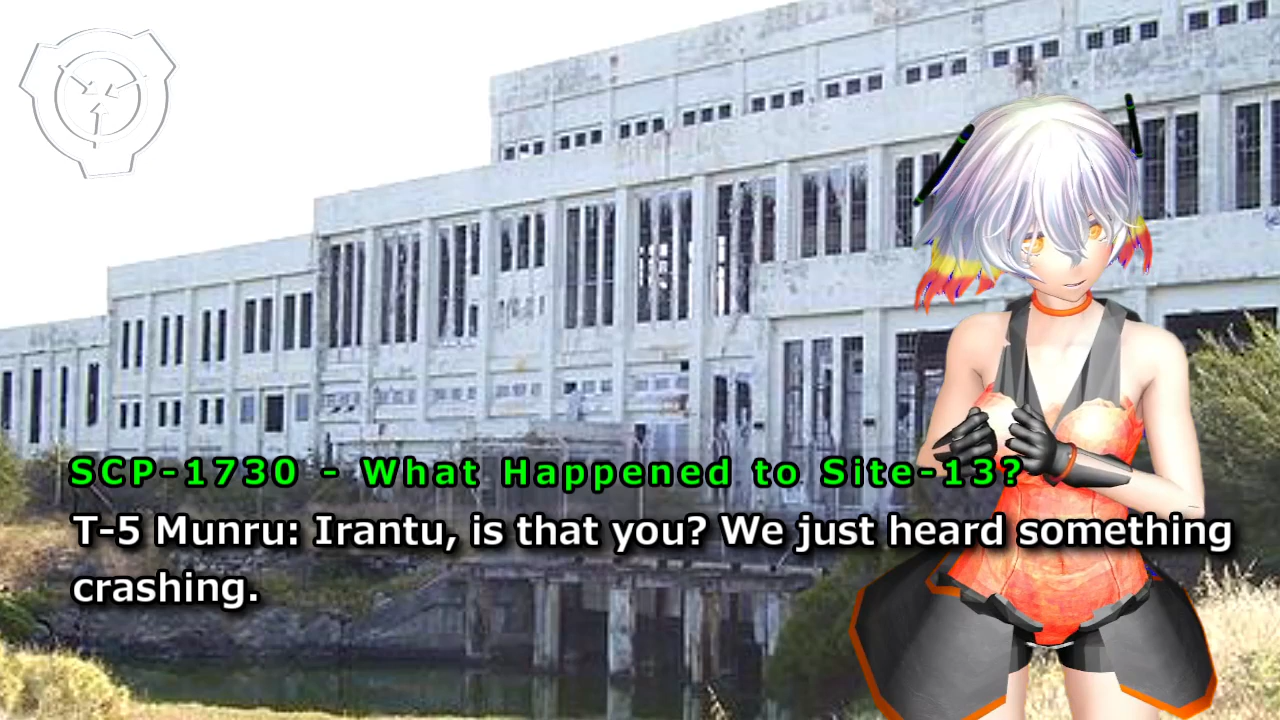 SCP-1730 - What Happened to Site-13?
T-5 Munru: Irantu, is that you? We just heard something
crashing.